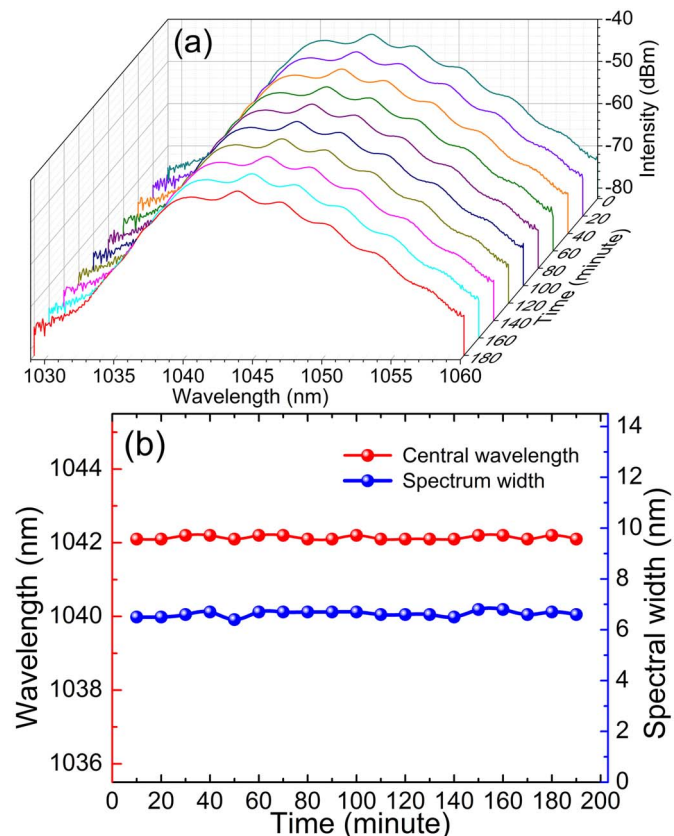 (a)
-40
-50
-60
-70
-80
Intensity (dBm)
0
20
40
60
80
100
120
140
160
180
Time (minute)
1030 1035 1040 1045 1050 1055 1060
Wavelength (nm)
(b)
Central wavelength
Spectrum width
1044
1042
1040
1038
1036
Wavelength (nm)
14
12
10
8
6
4
2
0
Spectral width (nm)
0 20 40 60 80 100 120 140 160 180 200
Time (minute)